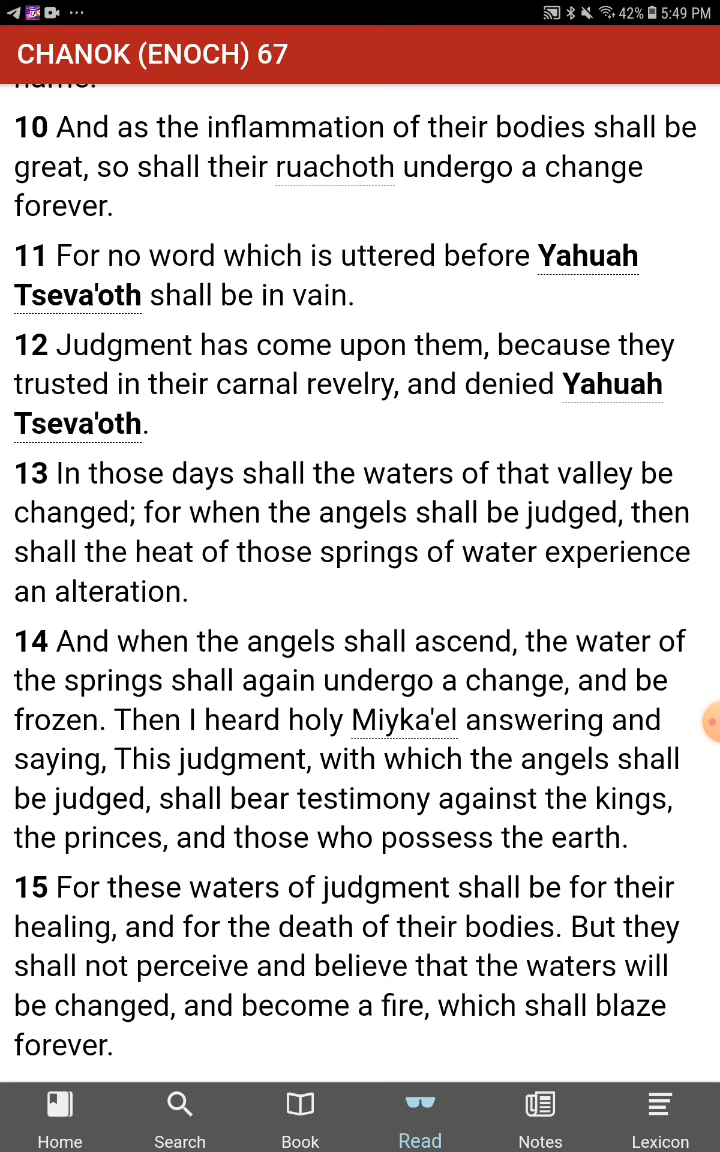 42% 5:49 PM
CHANOK (ENOCH) 67
name.
10 And as the inflammation of their bodies shall be
great, so shall their ruachoth undergo a change
forever.
11 For no word which is uttered before Yahuah
Tseva'oth shall be in vain.
12 Judgment has come upon them, because they
trusted in their carnal revelry, and denied Yahuah
Tseva'oth.
13 In those days shall the waters of that valley be
changed; for when the angels shall be judged, then
shall the heat of those springs of water experience
an alteration.
14 And when the angels shall ascend, the water of
the springs shall again undergo a change, and be
frozen. Then I heard holy Miyka'el answering and
saying, This judgment, with which the angels shall
be judged, shall bear testimony against the kings,
the princes, and those who possess the earth.
15 For these waters of judgment shall be for their
healing, and for the death of their bodies. But they
shall not perceive and believe that the waters will
be changed, and become a fire, which shall blaze
forever.
Home Search Book Read Notes Lexicon